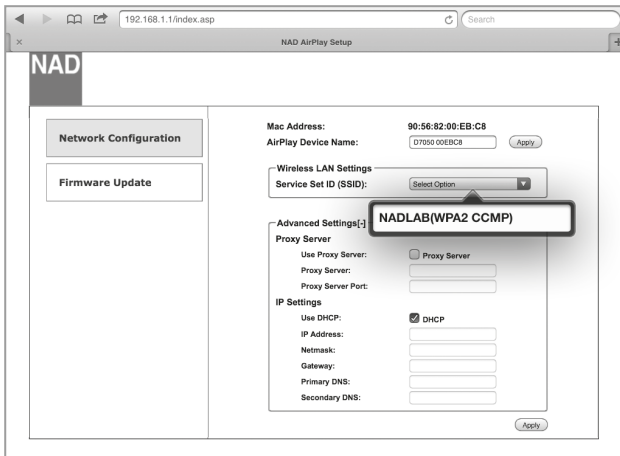 192.168.1.1/index.asp
Search
NAD AirPlay Setup
NAD
Network Configuration
Firmware Update
Mac Address: 90:56:82:00:EB:C8
AirPlay Device Name: D7050 00EBC8 Apply
Wireless LAN Settings
Service Set ID (SSID): Select Option
NADLAB(WPA2 CCMP)
Advanced Settings[-]
Proxy Server
Use Proxy Server: Proxy Server
Proxy Server:
Proxy Server Port:
IP Settings
Use DHCP: DHCP
IP Address:
Netmask:
Gateway:
Primary DNS:
Secondary DNS:
Apply